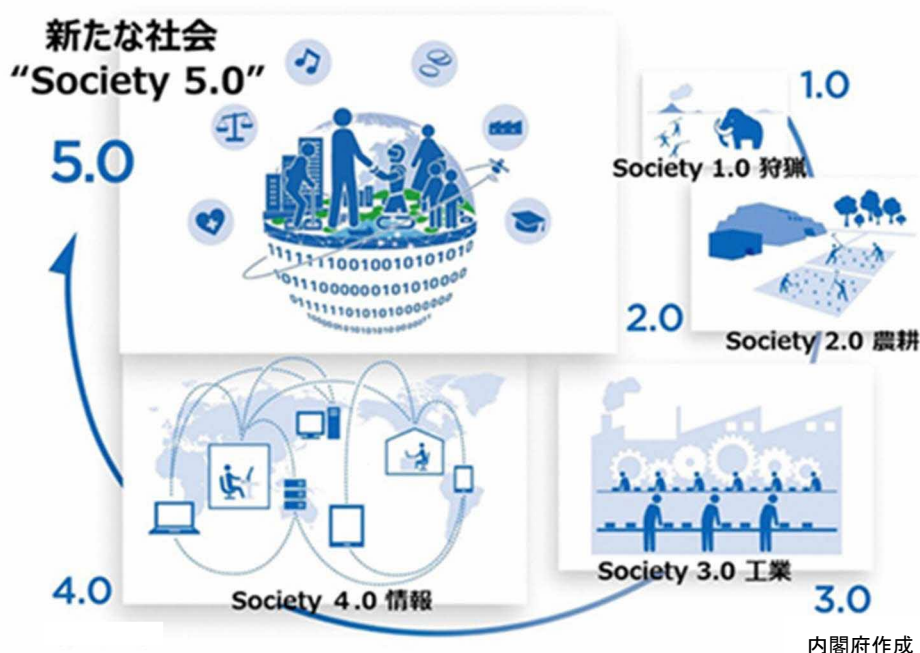 新たな社会
“Society 5.0”
5.0
1.0
Society 1.0 狩猟
2.0
Society 2.0 農耕
3.0
Society 3.0 工業
4.0
Society 4.0 情報
1111111100100101010101010
内閣府作成